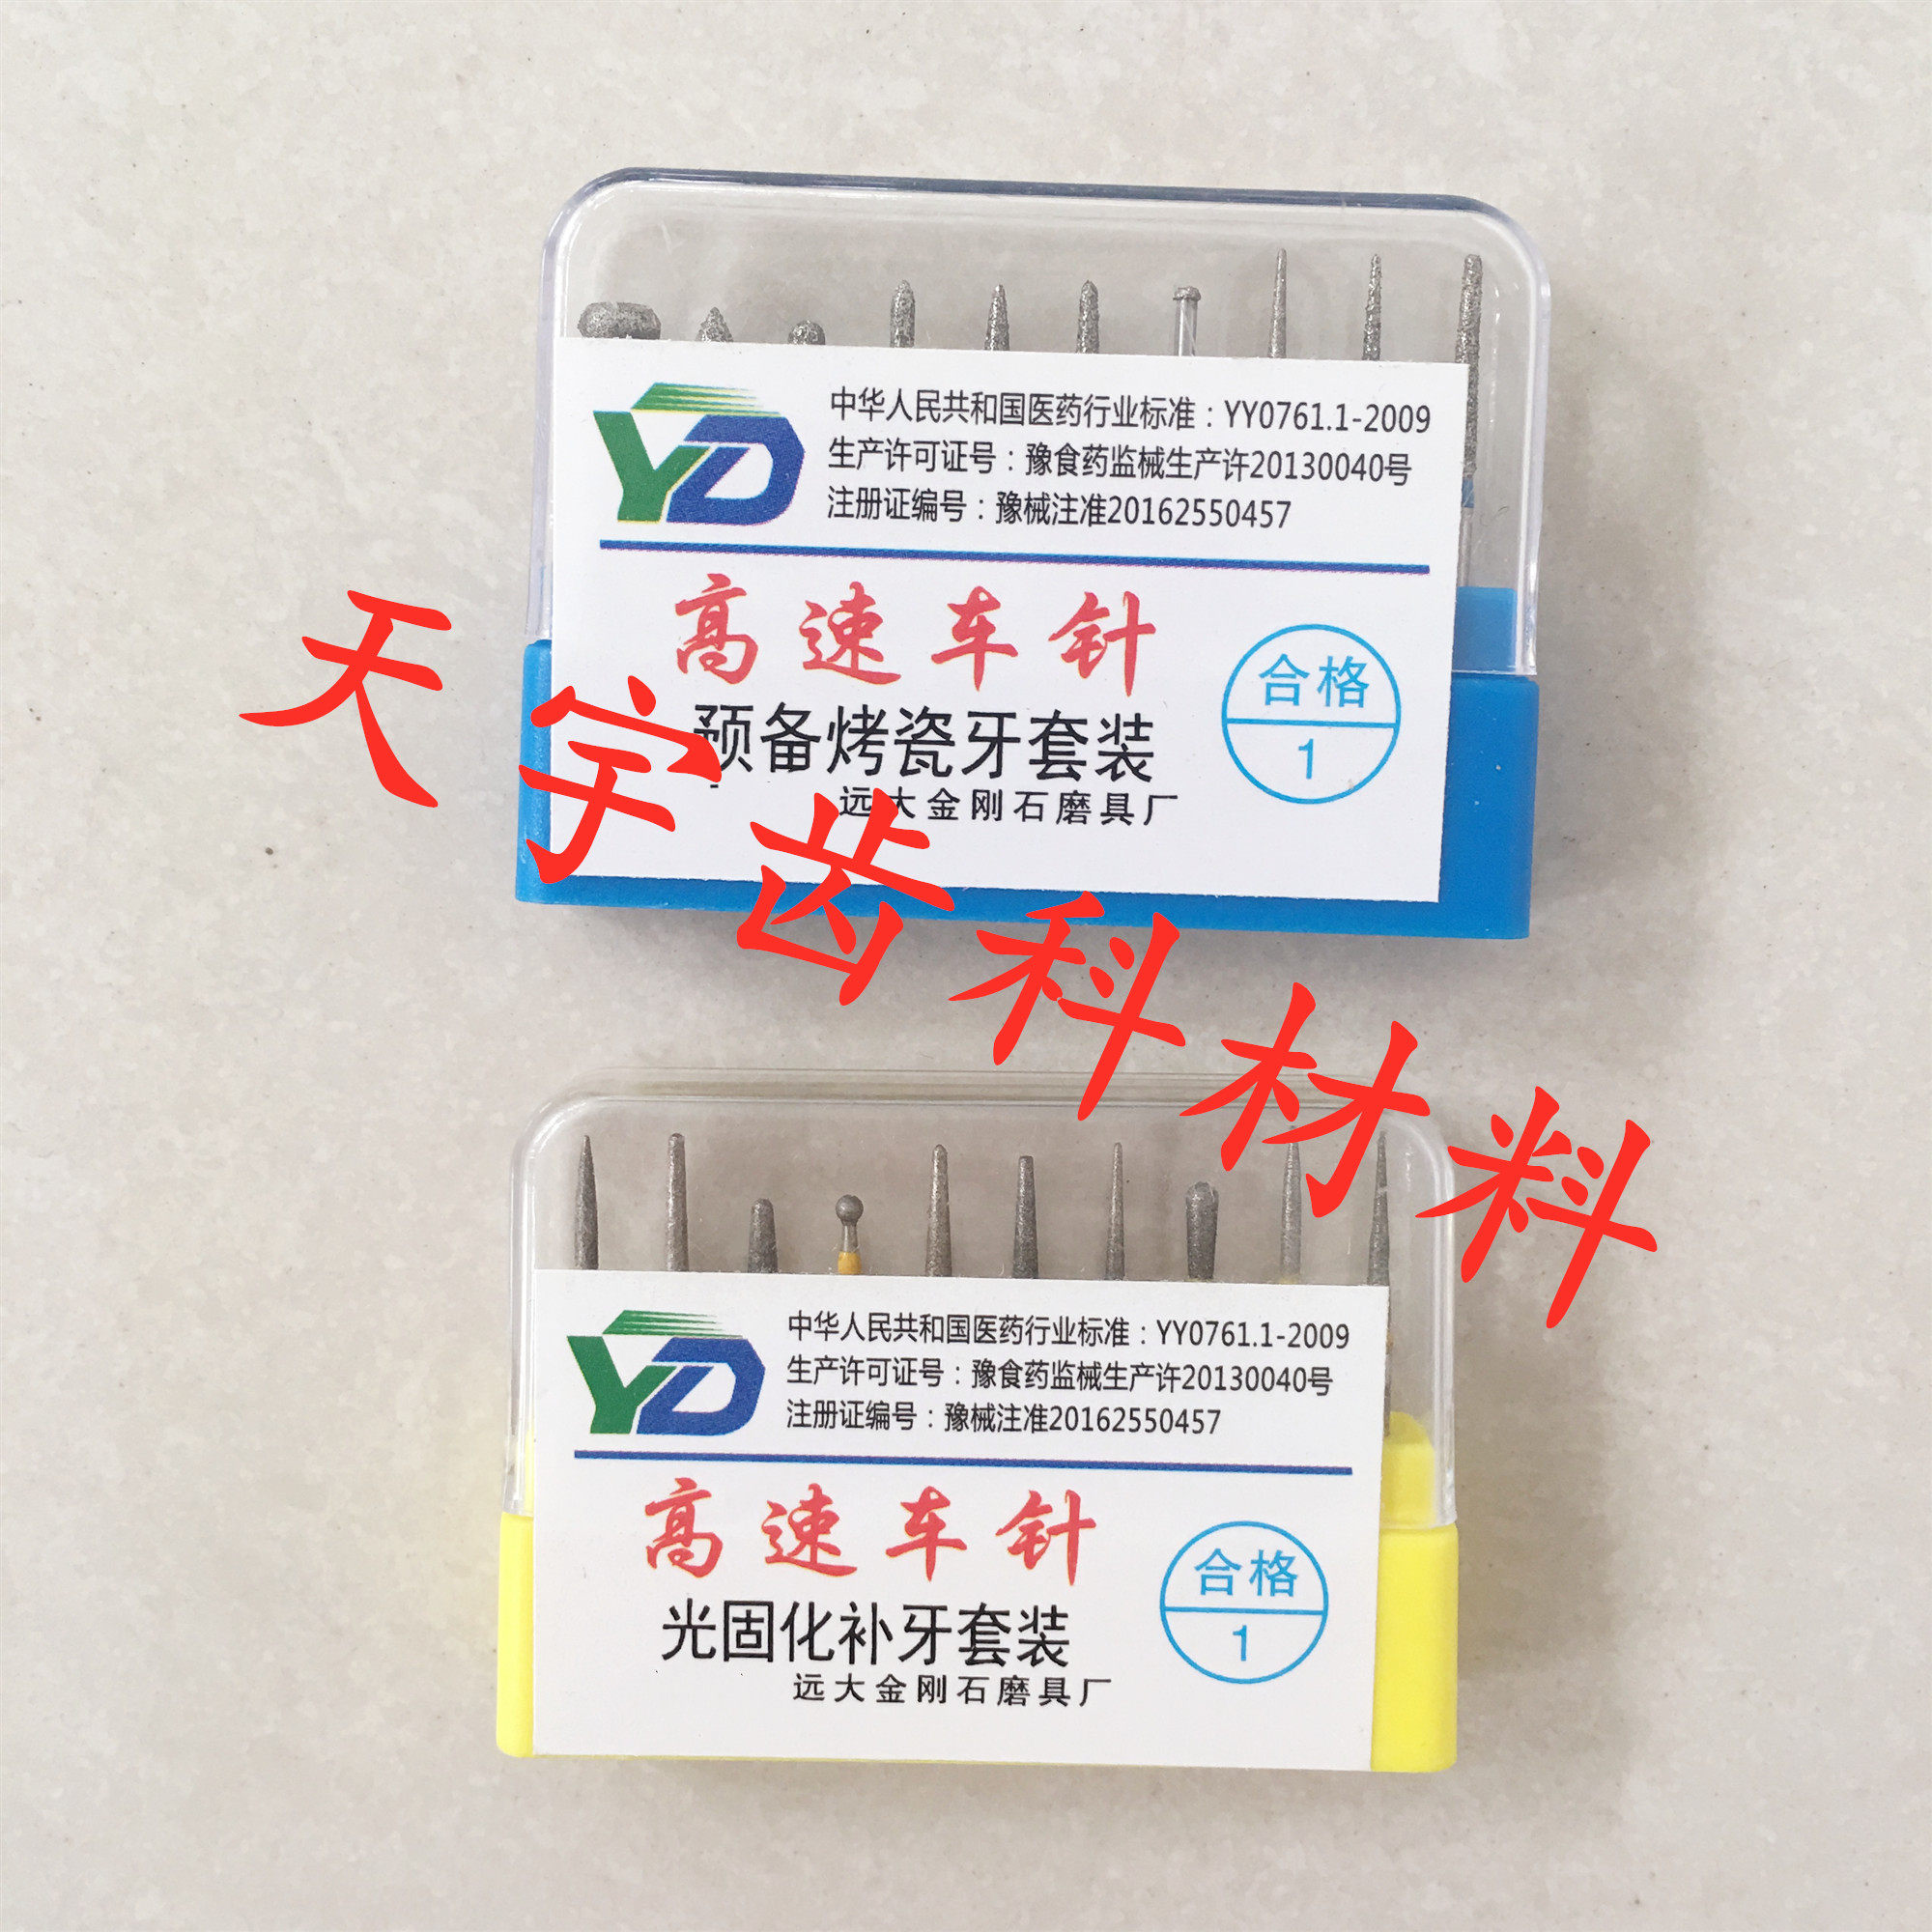 YD
中华人民共和国医药行业标准：YY0761.1-2009
生产许可证号：豫食药监械生产许20130040号
注册证编号：豫械注准20162550457
高速车针
预备烤瓷牙套装
远大金刚石磨具厂
合格
1
天宇齿科材料
YD
中华人民共和国医药行业标准：YY0761.1-2009
生产许可证号：豫食药监械生产许20130040号
注册证编号：豫械注准20162550457
高速车针
光固化补牙套装
远大金刚石磨具厂
合格
1